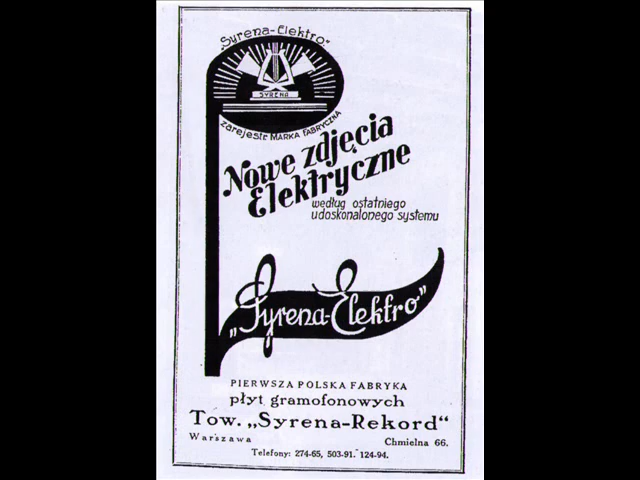 „Syrena-Elektro"
SYRENA
zarejestr. MARKA FABRYCZNA
Nowe zdjęcia
Elektryczne
według ostatniego
udoskonalonego systemu
„Syrena-Elektro"
PIERWSZA POLSKA FABRYKA
płyt gramofonowych
Tow. „Syrena-Rekord"
Warszawa Chmielna 66.
Telefony: 274-65, 503-91. 124-94.